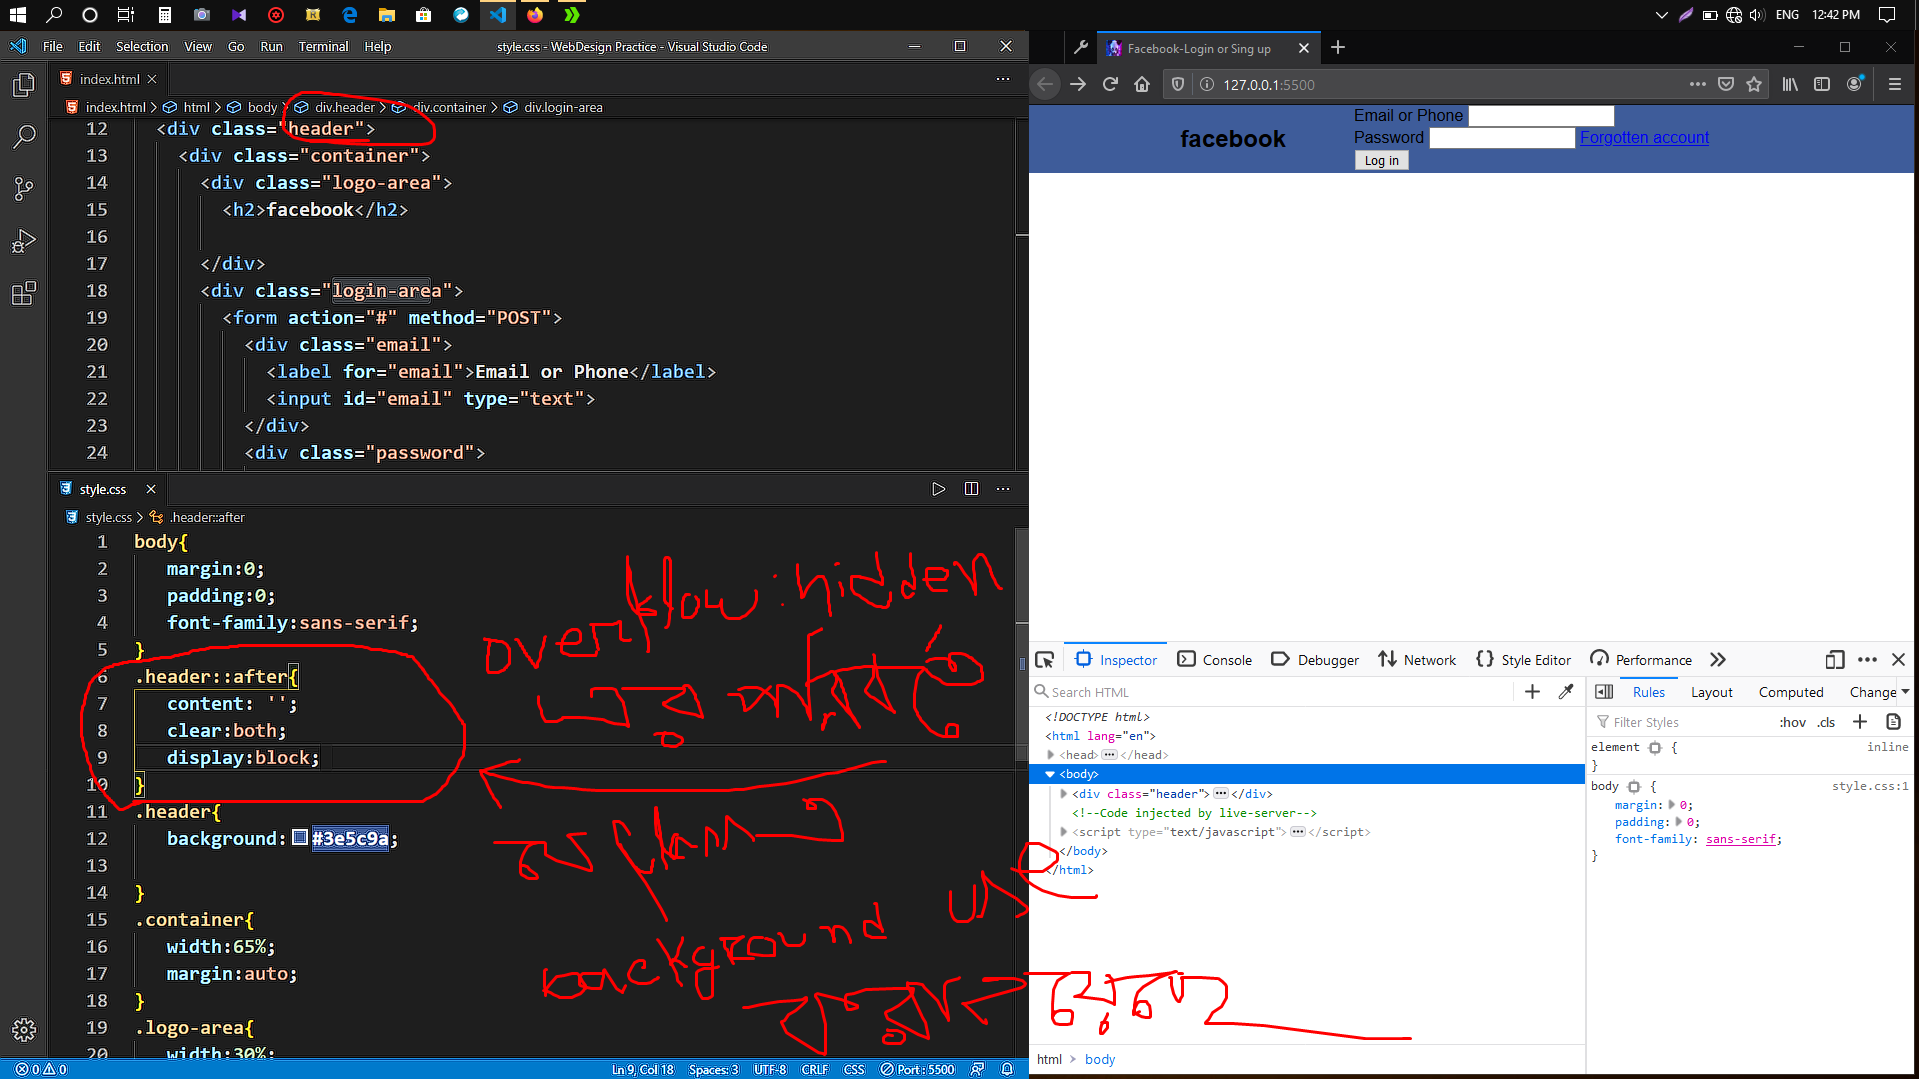 ENG 12:42 PM
File Edit Selection View Go Run Terminal Help
style.css - WebDesign Practice - Visual Studio Code
index.html
index.html > html > body > div.header > div.container > div.login-area
12 <div class="header">
13 <div class="container">
14 <div class="logo-area">
15 <h2>facebook</h2>
16
17 </div>
18 <div class="login-area">
19 <form action="#" method="POST">
20 <div class="email">
21 <label for="email">Email or Phone</label>
22 <input id="email" type="text">
23 </div>
24 <div class="password">
style.css
style.css > .header::after
1 body{
2 margin:0;
3 padding:0;
4 font-family:sans-serif;
5 }
6 .header::after{
7 content: '';
8 clear:both;
9 display:block;
10 }
11 .header{
12 background: #3e5c9a;
13
14 }
15 .container{
16 width:65%;
17 margin:auto;
18 }
19 .logo-area{
20 width:30%;
overflow:hidden
class
background use
0 0 Ln 9, Col 18 Spaces: 3 UTF-8 CRLF CSS Port : 5500
Facebook-Login or Sing up
127.0.0.1:5500
facebook
Email or Phone
Password Forgotten account
Log in
Inspector Console Debugger Network Style Editor Performance
Search HTML
<!DOCTYPE html>
<html lang="en">
<head> </head>
<body>
<div class="header"> </div>
<!--Code injected by live-server-->
<script type="text/javascript"> </script>
</body>
</html>
html > body
Rules Layout Computed Change
Filter Styles :hov .cls
element { inline
}
body { style.css:1
margin: 0;
padding: 0;
font-family: sans-serif;
}